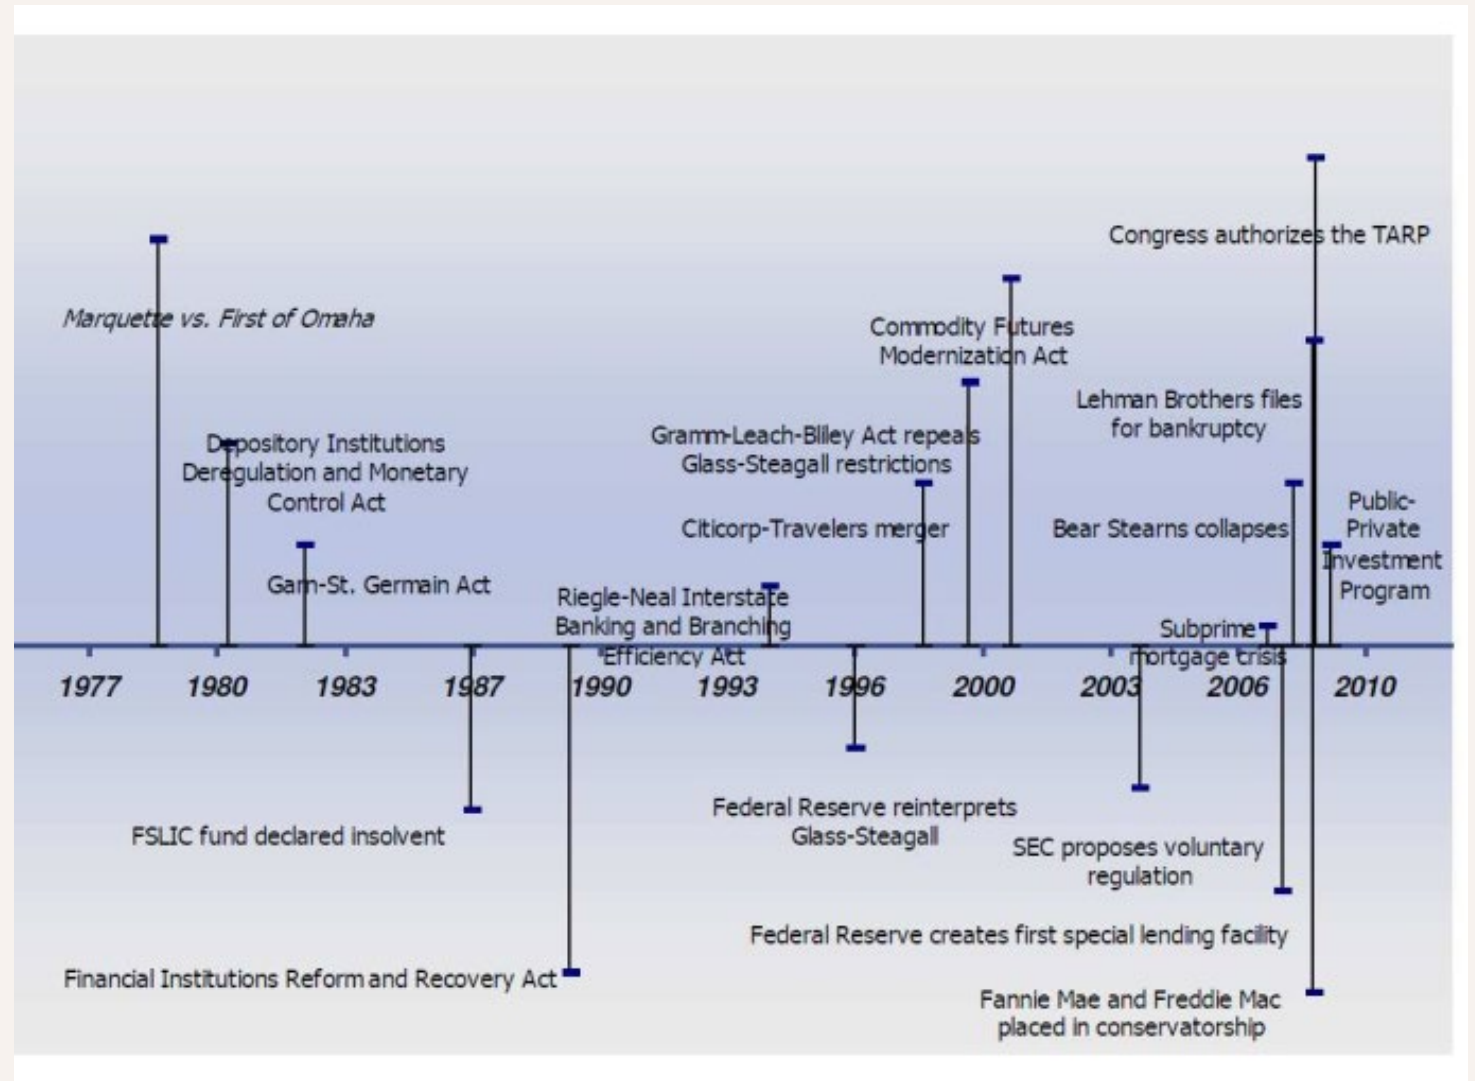 Congress authorizes the TARP
Marquette vs. First of Omaha
Commodity Futures
Modernization Act
Lehman Brothers files
for bankruptcy
Depository Institutions
Deregulation and Monetary
Control Act
Gramm-Leach-Bliley Act repeals
Glass-Steagall restrictions
Citicorp-Travelers merger
Bear Stearns collapses
Public-
Private
Investment
Program
Garn-St. Germain Act
Riegle-Neal Interstate
Banking and Branching
Efficiency Act
Subprime
mortgage crisis
1977 1980 1983 1987 1990 1993 1996 2000 2003 2006 2010
Federal Reserve reinterprets
Glass-Steagall
FSLIC fund declared insolvent
SEC proposes voluntary
regulation
Federal Reserve creates first special lending facility
Financial Institutions Reform and Recovery Act
Fannie Mae and Freddie Mac
placed in conservatorship